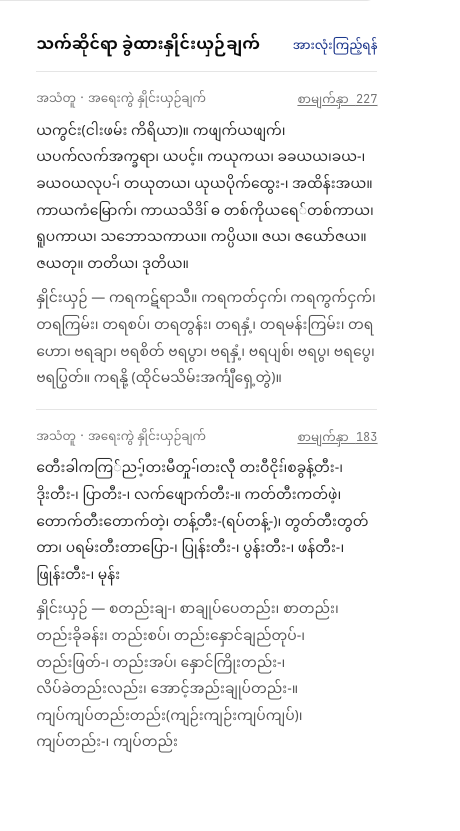 သက်ဆိုင်ရာ ခွဲထားနှိုင်းယှဉ်ချက် အားလုံးကြည့်ရန်
အသံတူ · အရေးကွဲ နှိုင်းယှဉ်ချက် စာမျက်နှာ 227
ယကွင်း(ငါးဖမ်း ကိရိယာ)။ ကဖျက်ယဖျက်၊
ယပက်လက်အက္ခရာ၊ ယပင့်။ ကယုကယ၊ ခခယယ၊ခယ-၊
ခယဝယလုပ-်၊ တယုတယ၊ ယုယပိုက်ထွေး-၊ အထိန်းအယ။
ကာယကံမြောက်၊ ကာယသိဒိ္ဓ တစ်ကိုယရေ်တစ်ကာယ၊
ရူပကာယ၊ သဘောသကာယ။ ကပ္ပိယ။ ဇယ၊ ဇယော်ဇယ။
ဇယတု။ တတိယ၊ ဒုတိယ။
နှိုင်းယှဉ် — ကရကဋ်ရာသီ။ ကရကတ်ငှက်၊ ကရကွက်ငှက်၊
တရကြမ်း၊ တရစပ်၊ တရတွန်း၊ တရနှံ့၊ တရမန်းကြမ်း၊ တရ
ဟော၊ ဗရချာ၊ ဗရစိတ် ဗရပွာ၊ ဗရနှံ့၊ ဗရပျစ်၊ ဗရပွ၊ ဗရပွေ၊
ဗရပြွတ်။ ကရနို့ (ထိုင်မသိမ်းအင်္ကျီရှေ့တွဲ)။
အသံတူ · အရေးကွဲ နှိုင်းယှဉ်ချက် စာမျက်နှာ 183
တေီးခါကကြ်ည-့်၊တးမီတှု-်၊တးလုီ တးဝီငိုး်၊စခွန့်တီး-၊
ဒိုးတီး-၊ ပြာတီး-၊ လက်ဖျောက်တီး-။ ကတ်တီးကတ်ဖဲ့၊
တောက်တီးတောက်တဲ့၊ တန့်တီး-(ရပ်တန့်-)၊ တွတ်တီးတွတ်
တာ၊ ပရမ်းတီးတာပြော-၊ ပြုန်းတီး-၊ ပွန်းတီး-၊ ဖန်တီး-၊
ဖြုန်းတီး-၊ မုန်း
နှိုင်းယှဉ် — စတည်းချ-၊ စာချုပ်ပေတည်း၊ စာတည်း၊
တည်းခိုခန်း၊ တည်းစပ်၊ တည်းနှောင်ချည်တုပ်-၊
တည်းဖြတ်-၊ တည်းအပ်၊ နှောင်ကြိုးတည်း-၊
လိပ်ခဲတည်းလည်း၊ အောင့်အည်းချုပ်တည်း-။
ကျပ်ကျပ်တည်းတည်း(ကျဉ်းကျဉ်းကျပ်ကျပ်)၊
ကျပ်တည်း-၊ ကျပ်တည်း